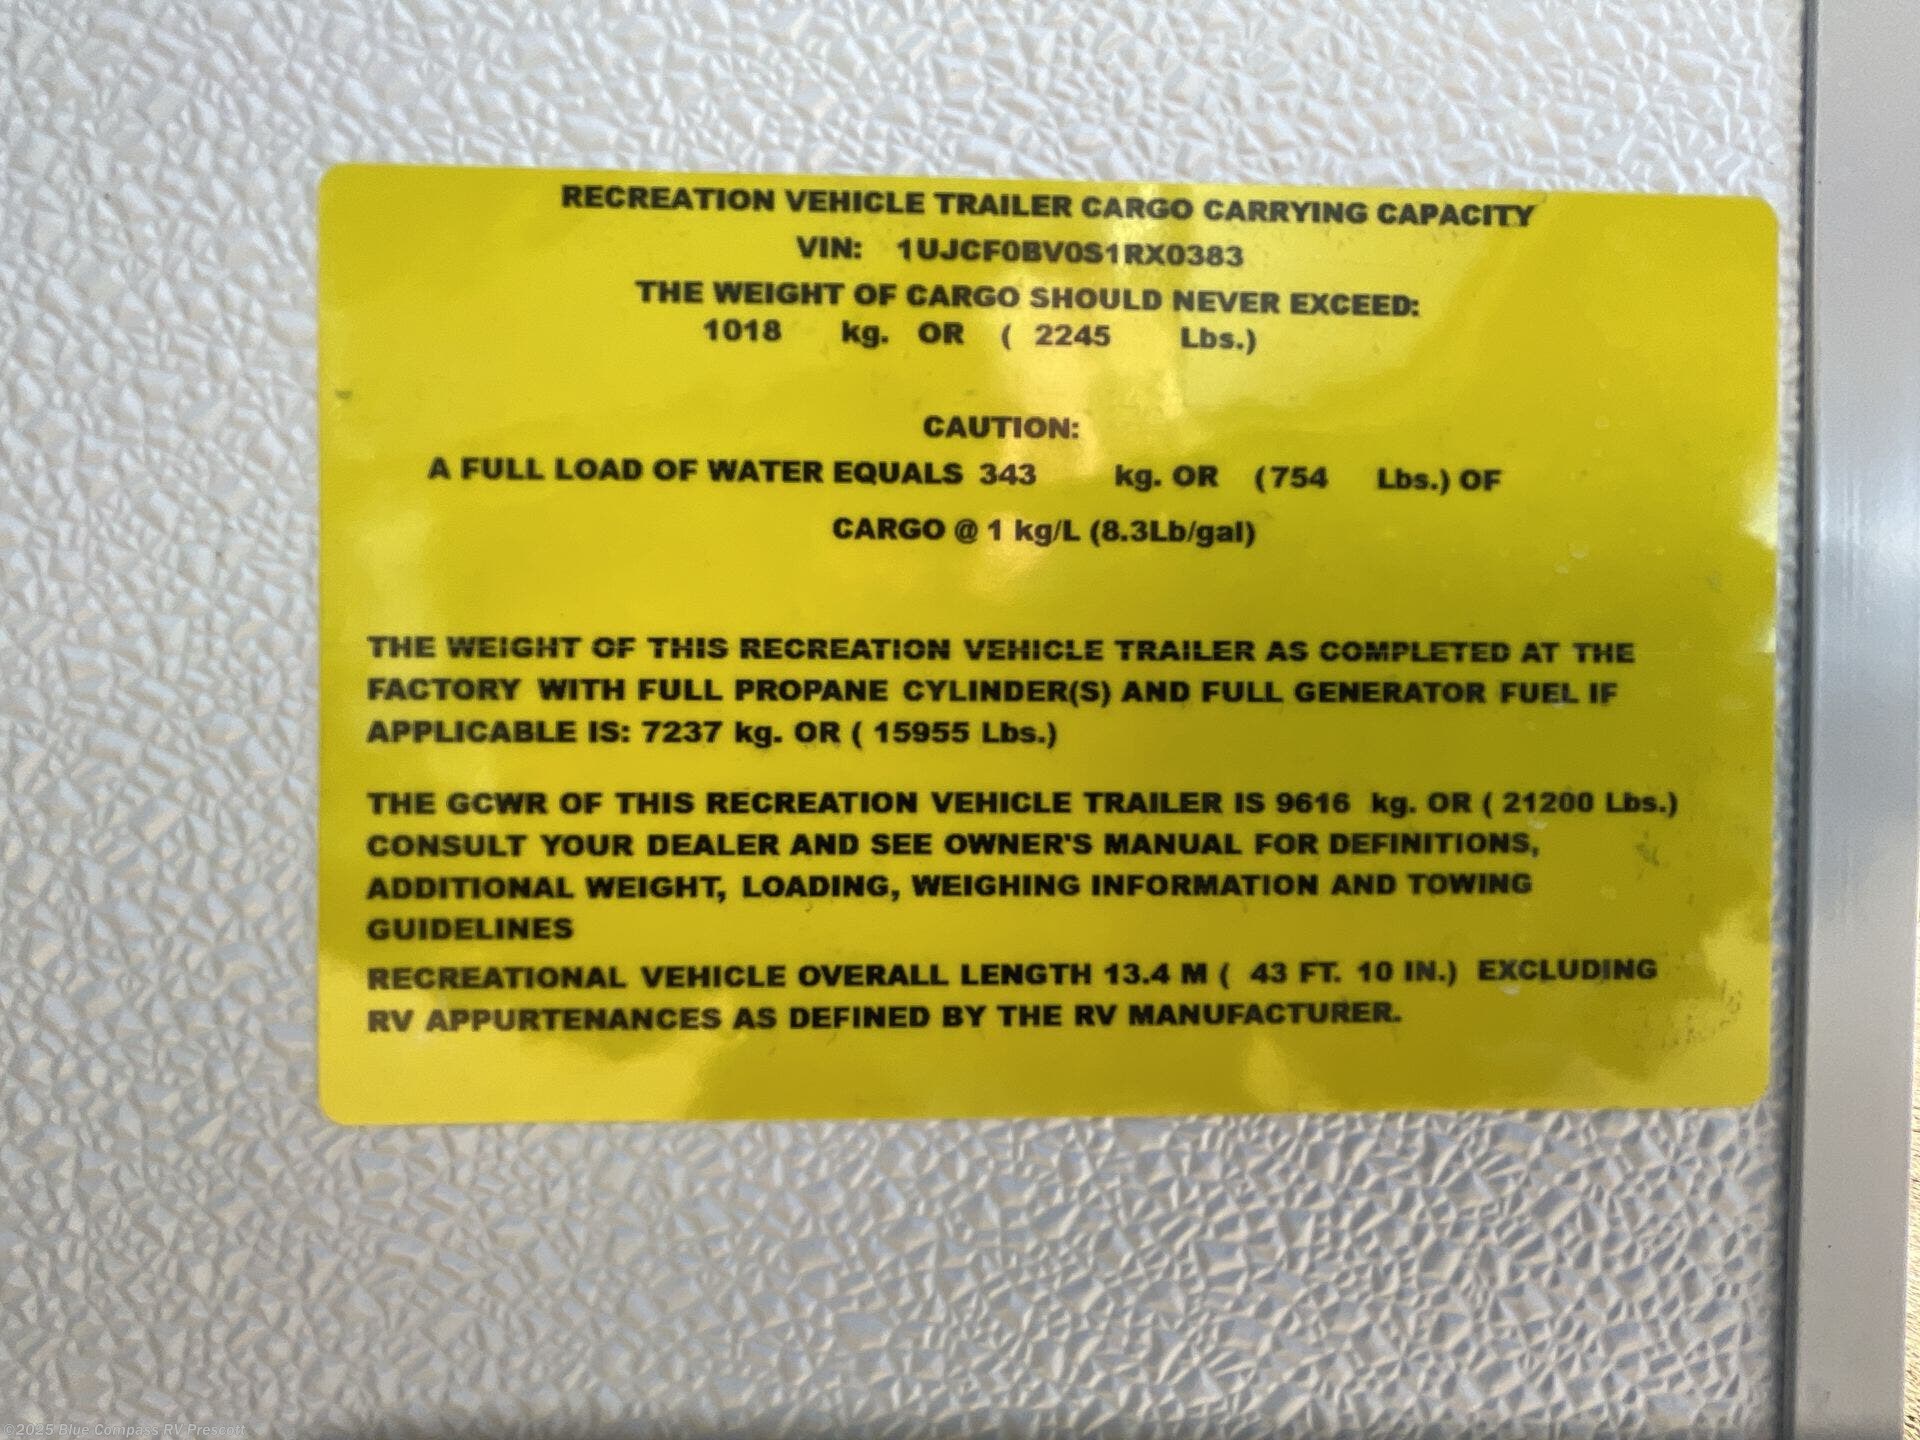 RECREATION VEHICLE TRAILER CARGO CARRYING CAPACITY
VIN: 1UJCF0BV0S1RX0383
THE WEIGHT OF CARGO SHOULD NEVER EXCEED:
1018 kg. OR ( 2245 Lbs.)
CAUTION:
A FULL LOAD OF WATER EQUALS 343 kg. OR (754 Lbs.) OF
CARGO @ 1 kg/L (8.3Lb/gal)
THE WEIGHT OF THIS RECREATION VEHICLE TRAILER AS COMPLETED AT THE
FACTORY WITH FULL PROPANE CYLINDER(S) AND FULL GENERATOR FUEL IF
APPLICABLE IS: 7237 kg. OR ( 15955 Lbs.)
THE GCWR OF THIS RECREATION VEHICLE TRAILER IS 9616 kg. OR ( 21200 Lbs.)
CONSULT YOUR DEALER AND SEE OWNER'S MANUAL FOR DEFINITIONS,
ADDITIONAL WEIGHT, LOADING, WEIGHING INFORMATION AND TOWING
GUIDELINES
RECREATIONAL VEHICLE OVERALL LENGTH 13.4 M ( 43 FT. 10 IN.) EXCLUDING
RV APPURTENANCES AS DEFINED BY THE RV MANUFACTURER.
©2025 Blue Compass RV Prescott